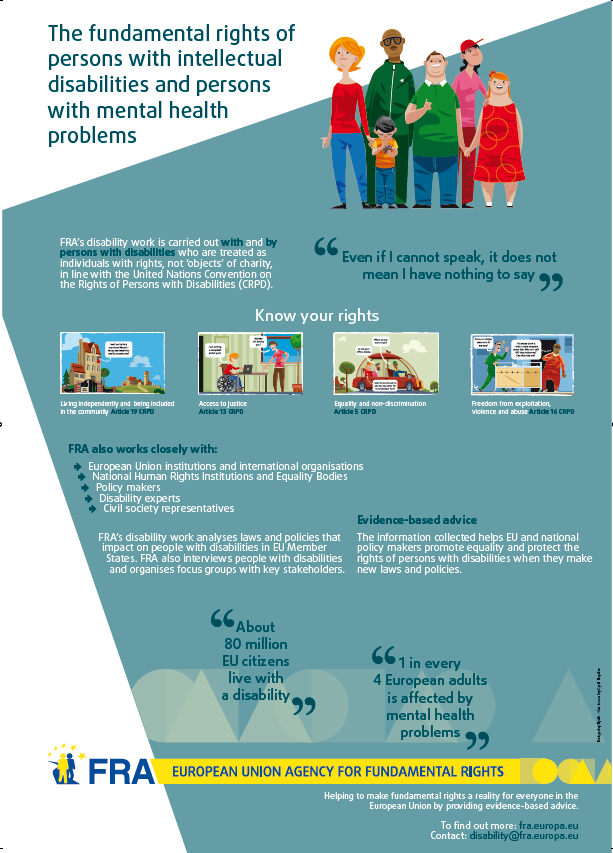 The fundamental rights of
persons with intellectual
disabilities and persons
with mental health
problems
FRA's disability work is carried out with and by
persons with disabilities who are treated as
individuals with rights, not 'objects' of charity,
in line with the United Nations Convention on
the Rights of Persons with Disabilities (CRPD).
“Even if I cannot speak, it does not
mean I have nothing to say”
Know your rights
Living independently and being included
in the community Article 19 CRPD
Access to justice
Article 13 CRPD
Equality and non-discrimination
Article 5 CRPD
Freedom from exploitation,
violence and abuse Article 16 CRPD
FRA also works closely with:
European Union institutions and international organisations
National Human Rights Institutions and Equality Bodies
Policy makers
Disability experts
Civil society representatives
FRA's disability work analyses laws and policies that
impact on people with disabilities in EU Member
States. FRA also interviews people with disabilities
and organises focus groups with key stakeholders.
Evidence-based advice
The information collected helps EU and national
policy makers promote equality and protect the
rights of persons with disabilities when they make
new laws and policies.
“About
80 million
EU citizens
live with
a disability”
“1 in every
4 European adults
is affected by
mental health
problems”
FRA
EUROPEAN UNION AGENCY FOR FUNDAMENTAL RIGHTS
Helping to make fundamental rights a reality for everyone in the
European Union by providing evidence-based advice.
To find out more: fra.europa.eu
Contact: disability@fra.europa.eu